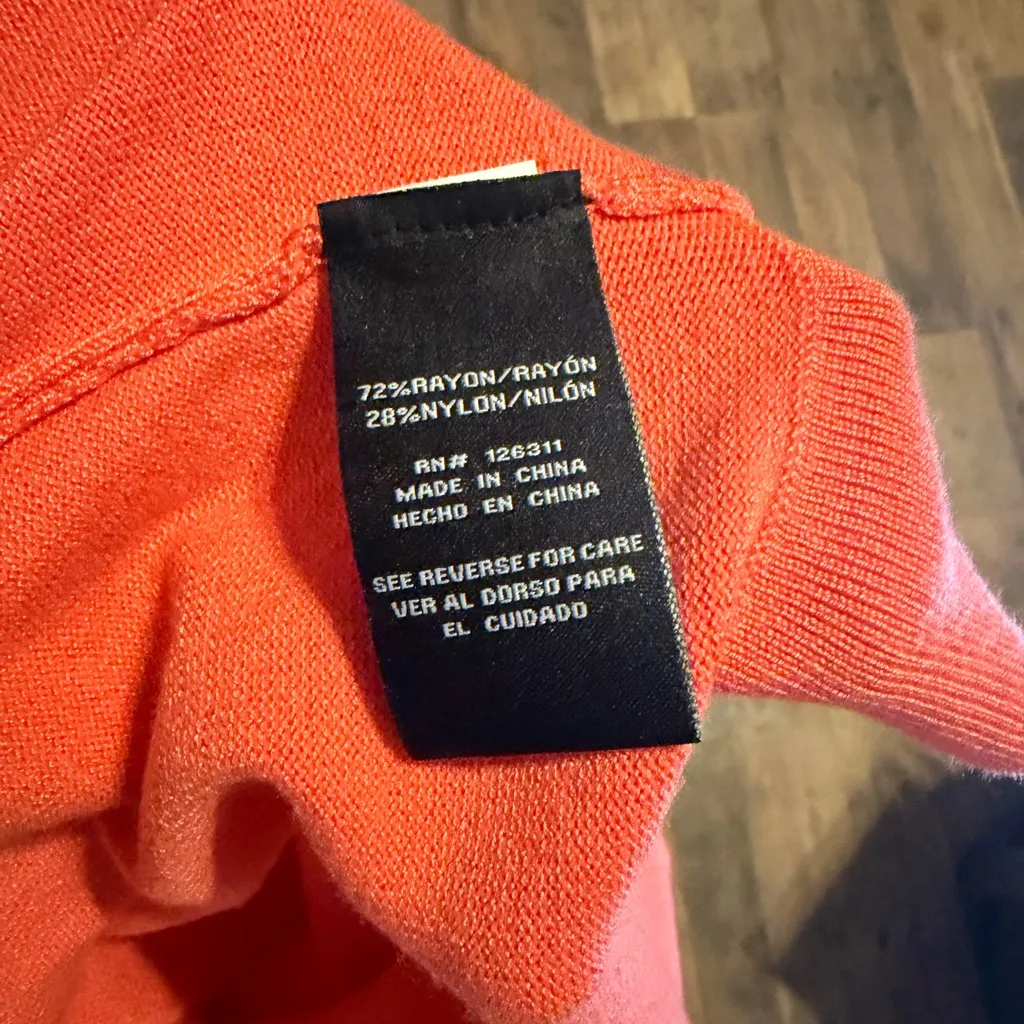 72%RAYON/RAYÓN
28%NYLON/NILÓN
RN# 126311
MADE IN CHINA
HECHO EN CHINA
SEE REVERSE FOR CARE
VER AL DORSO PARA
EL CUIDADO